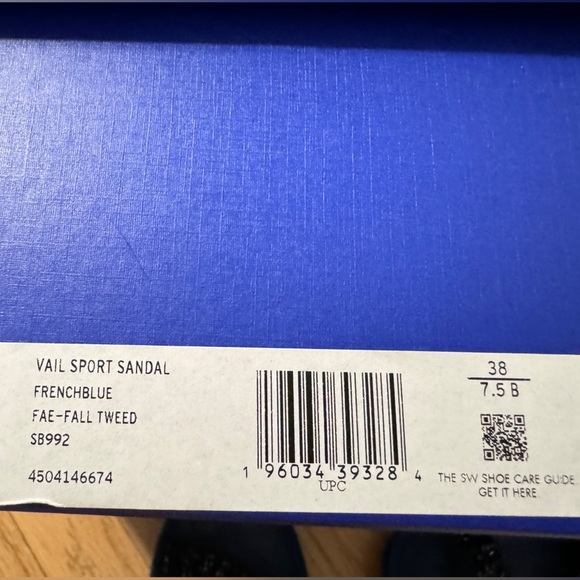 VAIL SPORT SANDAL
FRENCHBLUE
FAE-FALL TWEED
SB992
4504146674
1 96034 39328 4
UPC
38
7.5 B
THE SW SHOE CARE GUIDE.
GET IT HERE.